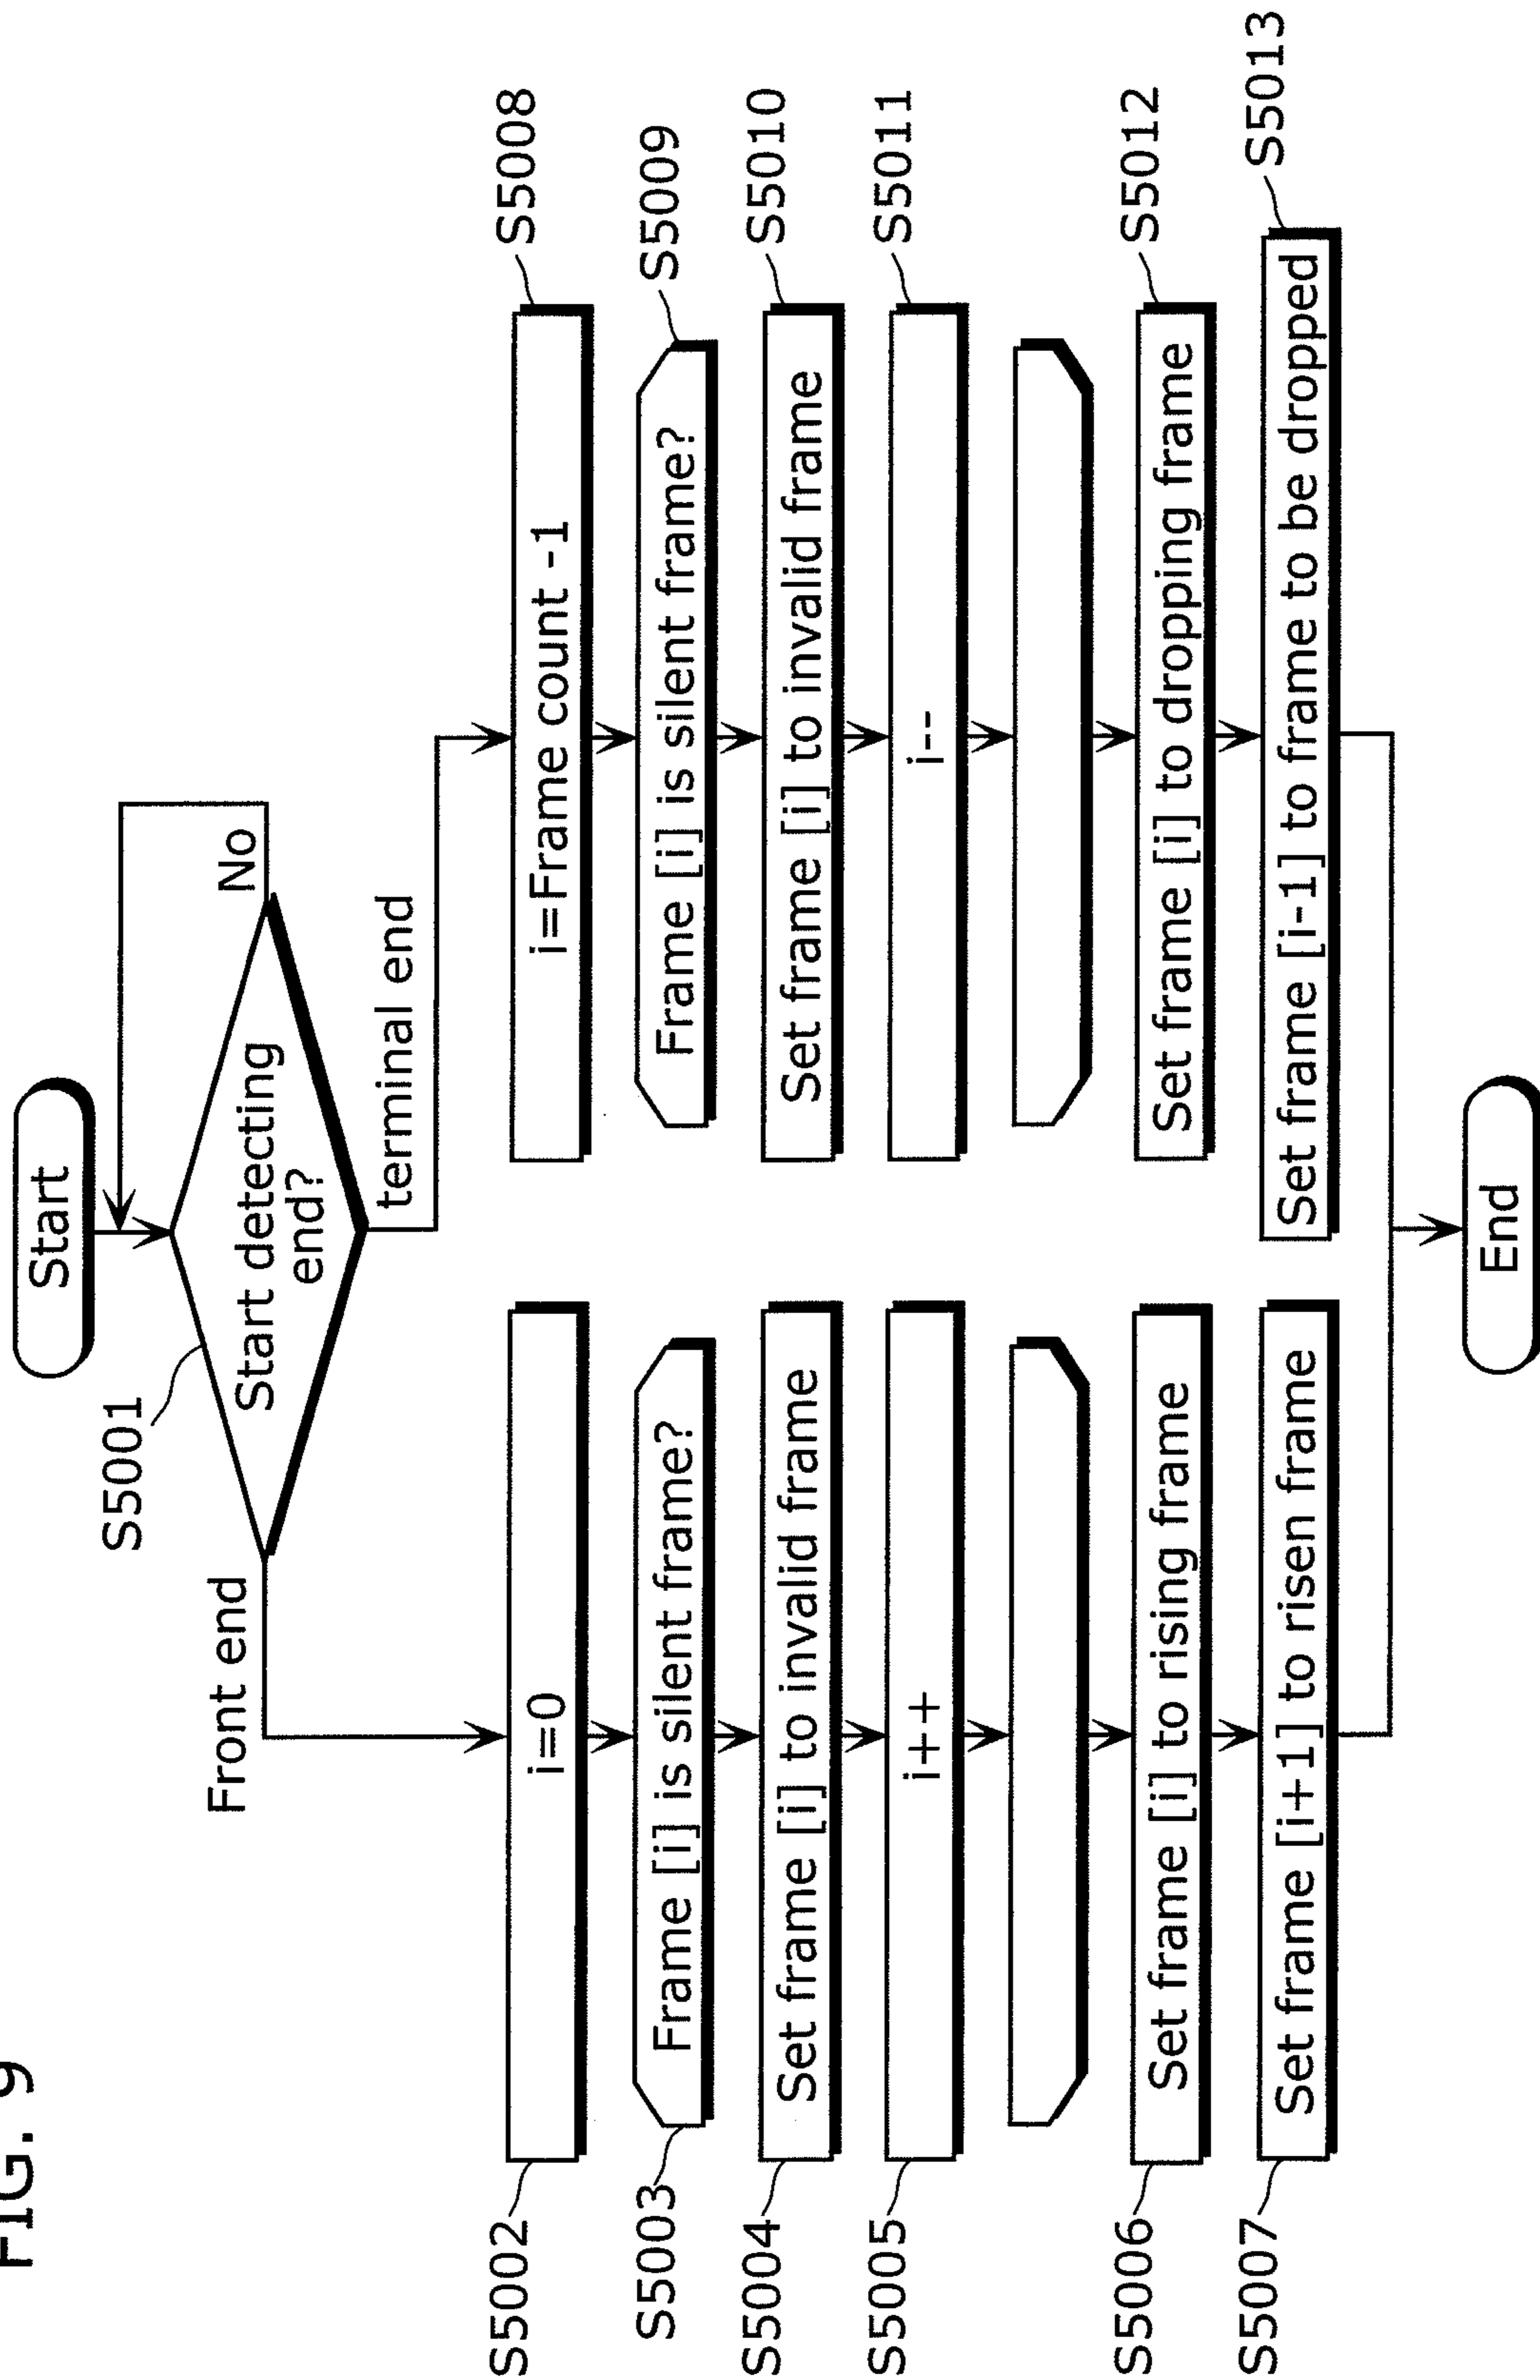 FIG. 9
Start
S5001
Start detecting
end?
No
Front end
terminal end
S5002
i=0
S5003
Frame [i] is silent frame?
S5004
Set frame [i] to invalid frame
S5005
i++
S5006
Set frame [i] to rising frame
S5007
Set frame [i+1] to risen frame
i=Frame count -1
S5008
Frame [i] is silent frame?
S5009
Set frame [i] to invalid frame
S5010
i--
S5011
Set frame [i] to dropping frame
S5012
Set frame [i-1] to frame to be dropped
S5013
End